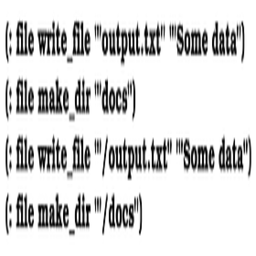 (: file write_file '"output.txt" '"Some data")
(: file make_dir '"docs")
(: file write_file '"/output.txt" '"Some data")
(: file make_dir '"/docs")